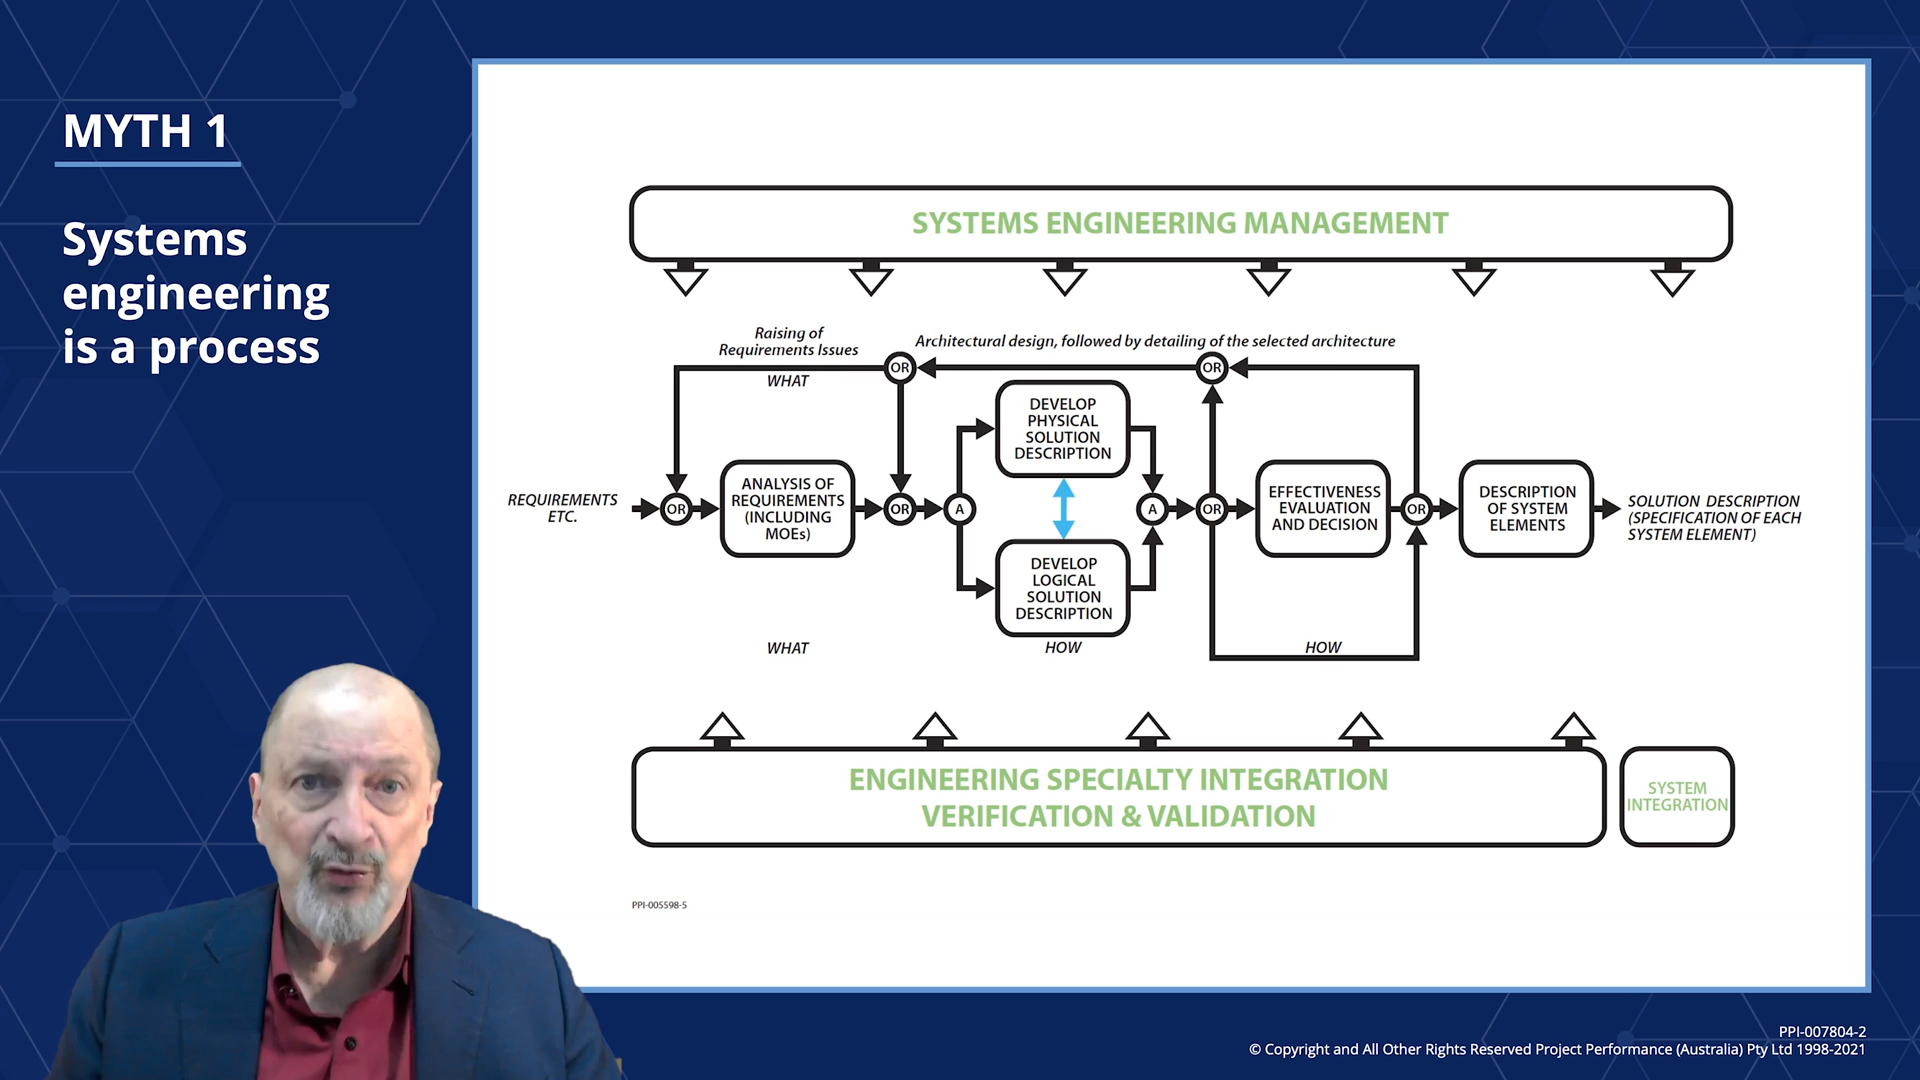 MYTH 1
Systems
engineering
is a process
SYSTEMS ENGINEERING MANAGEMENT
Raising of
Requirements Issues
WHAT
Architectural design, followed by detailing of the selected architecture
OR
OR
REQUIREMENTS
ETC.
OR
ANALYSIS OF
REQUIREMENTS
(INCLUDING
MOEs)
OR
A
DEVELOP
PHYSICAL
SOLUTION
DESCRIPTION
DEVELOP
LOGICAL
SOLUTION
DESCRIPTION
A
OR
EFFECTIVENESS
EVALUATION
AND DECISION
OR
DESCRIPTION
OF SYSTEM
ELEMENTS
SOLUTION DESCRIPTION
(SPECIFICATION OF EACH
SYSTEM ELEMENT)
WHAT
HOW
HOW
ENGINEERING SPECIALTY INTEGRATION
VERIFICATION & VALIDATION
SYSTEM
INTEGRATION
PPI-005598-5
PPI-007804-2
© Copyright and All Other Rights Reserved Project Performance (Australia) Pty Ltd 1998-2021